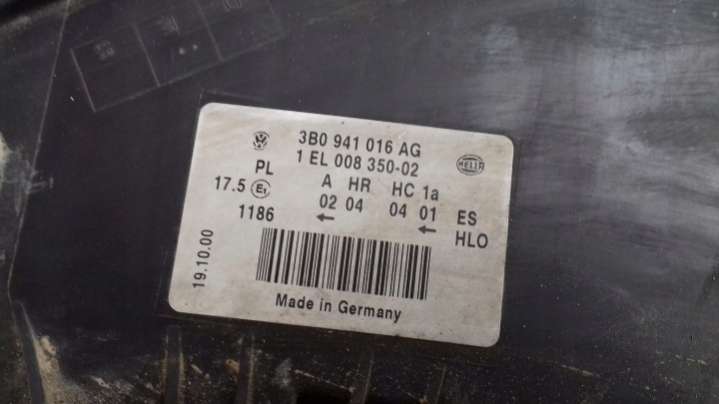 3B0 941 016 AG
1 EL 008 350-02
HELLA
PL A HR HC 1a
17.5 E1 02 04 04 01 ES
1186 ← ← HLO
19.10.00
Made in Germany